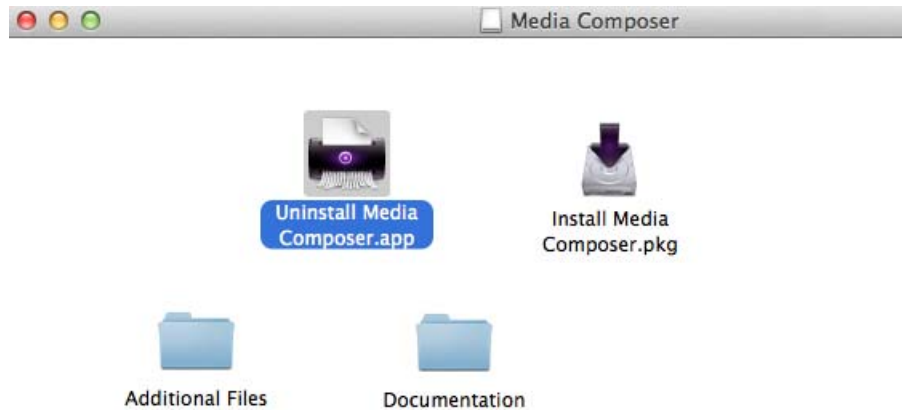 Media Composer
Uninstall Media
Composer.app
Install Media
Composer.pkg
Additional Files
Documentation